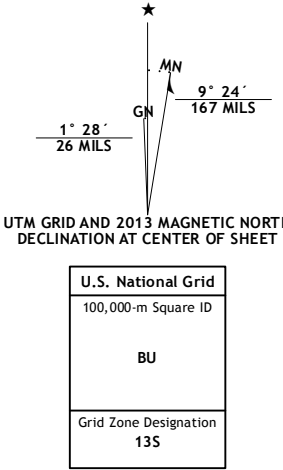 MN
GN
9° 24´
167 MILS
1° 28´
26 MILS
UTM GRID AND 2013 MAGNETIC NORTH
DECLINATION AT CENTER OF SHEET
U.S. National Grid
100,000-m Square ID
BU
Grid Zone Designation
13S